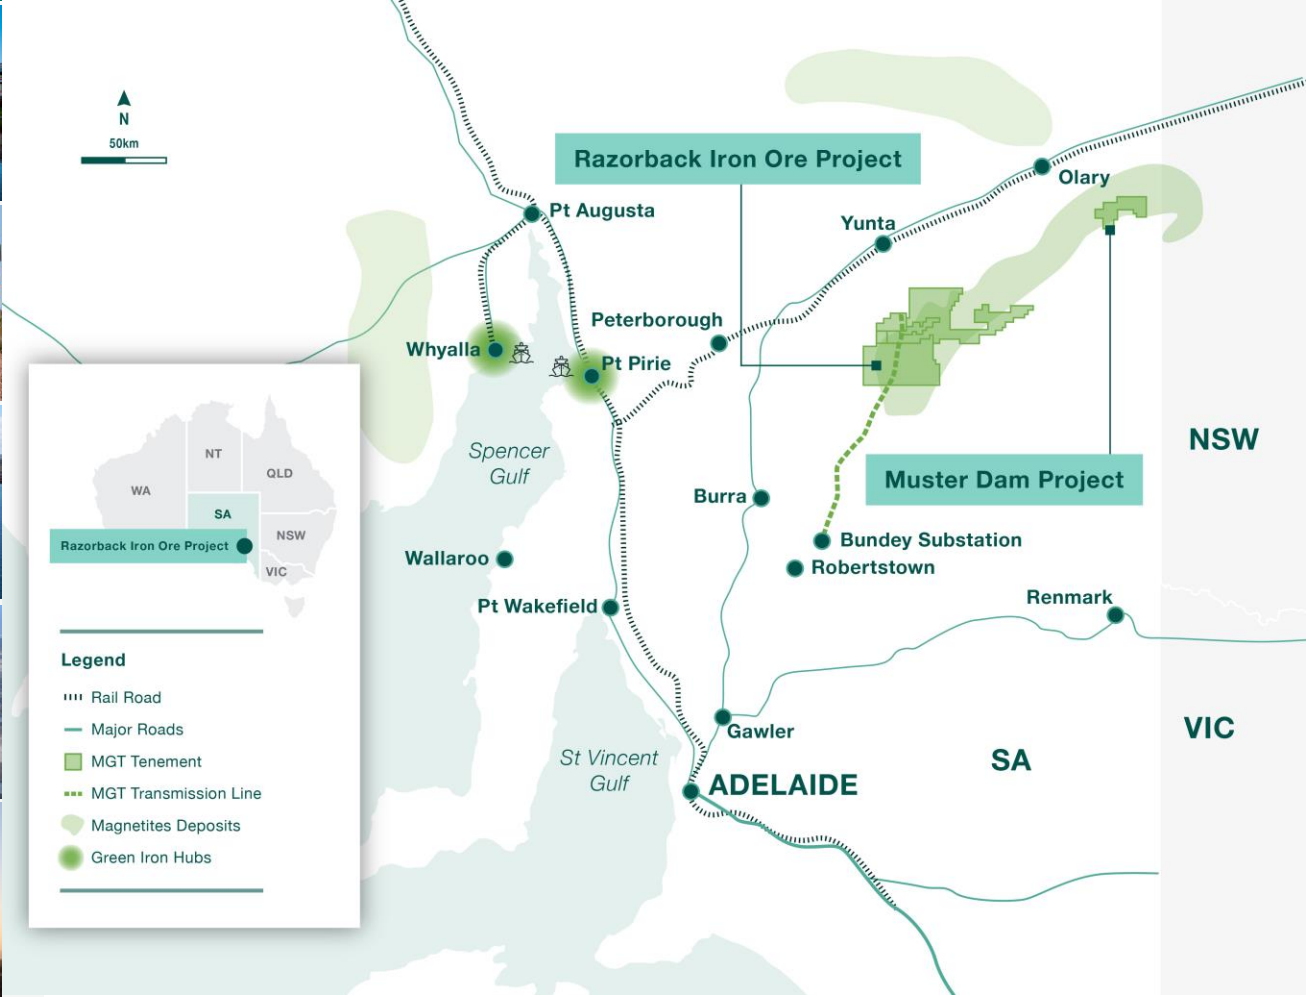 N
50km
Razorback Iron Ore Project
Olary
Pt Augusta
Yunta
Peterborough
Whyalla
Pt Pirie
Spencer
Gulf
NSW
Muster Dam Project
Burra
Bundey Substation
Robertstown
Wallaroo
Pt Wakefield
Renmark
Gawler
St Vincent
Gulf
ADELAIDE
SA
VIC
NT
QLD
WA
SA
NSW
Razorback Iron Ore Project
VIC
Legend
Rail Road
Major Roads
MGT Tenement
MGT Transmission Line
Magnetites Deposits
Green Iron Hubs